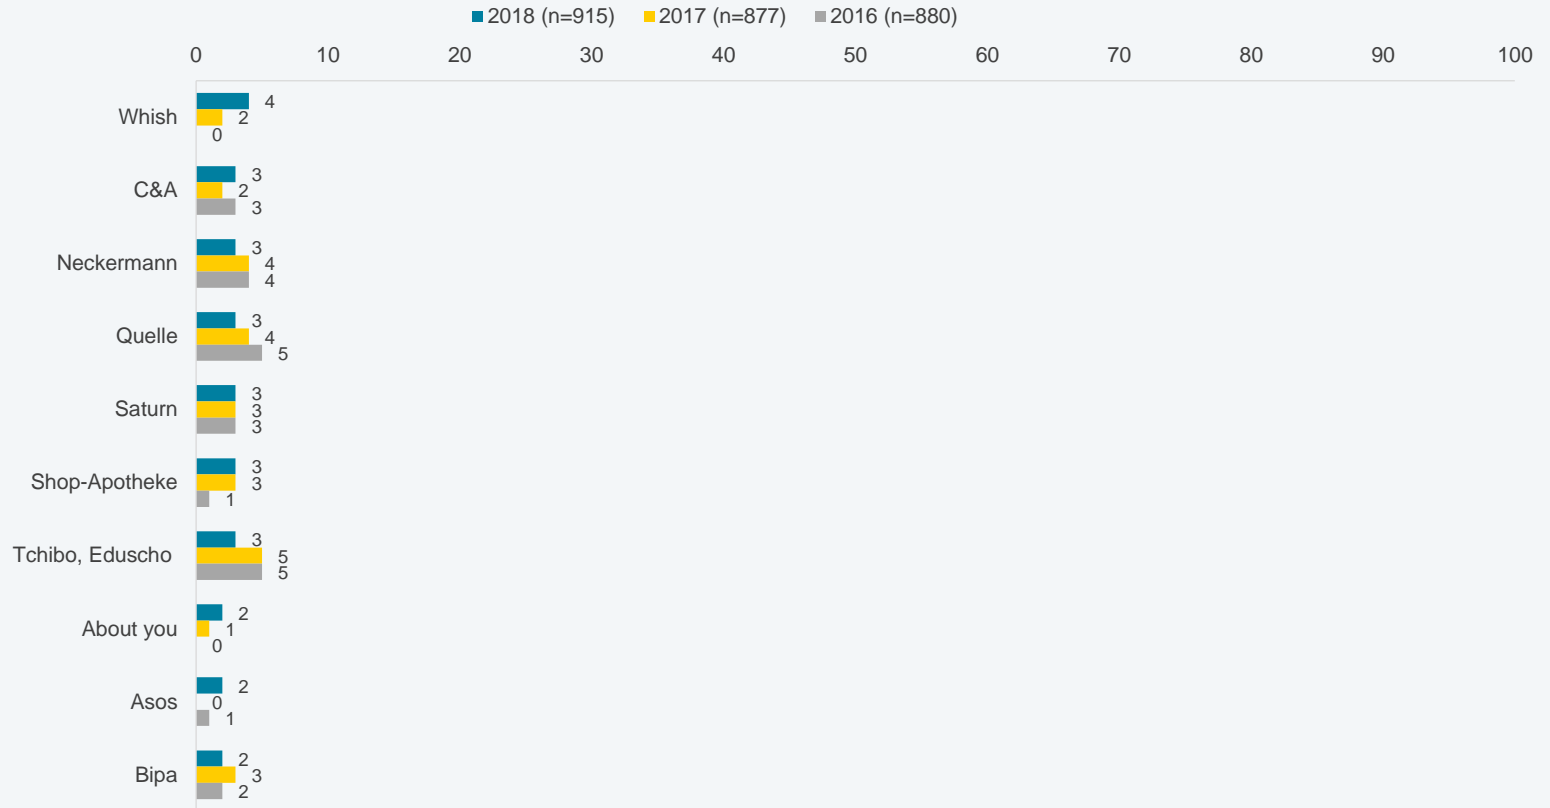 2018 (n=915) 2017 (n=877) 2016 (n=880)
0 10 20 30 40 50 60 70 80 90 100
Whish
4
2
0
C&A
3
2
3
Neckermann
3
4
4
Quelle
3
4
5
Saturn
3
3
3
Shop-Apotheke
3
3
1
Tchibo, Eduscho
3
5
5
About you
2
1
0
Asos
2
0
1
Bipa
2
3
2